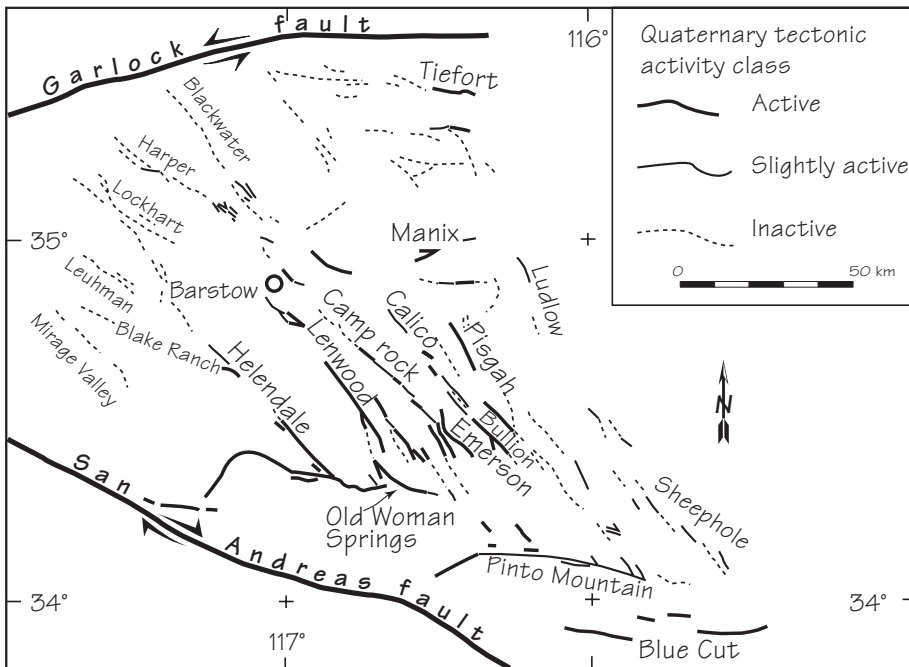 Garlock fault
116°
Quaternary tectonic
activity class
Active
Slightly active
Inactive
0 50 km
Tiefort
Blackwater
Harper
Lockhart
35°
Manix
Leuhman
Barstow
Ludlow
Blake Ranch
Mirage Valley
Helendale
Lenwood
Camp rock
Calico
Pisgah
N
Bullion
Emerson
Sheephole
San Andreas fault
Old Woman
Springs
Pinto Mountain
34°
34°
117°
Blue Cut